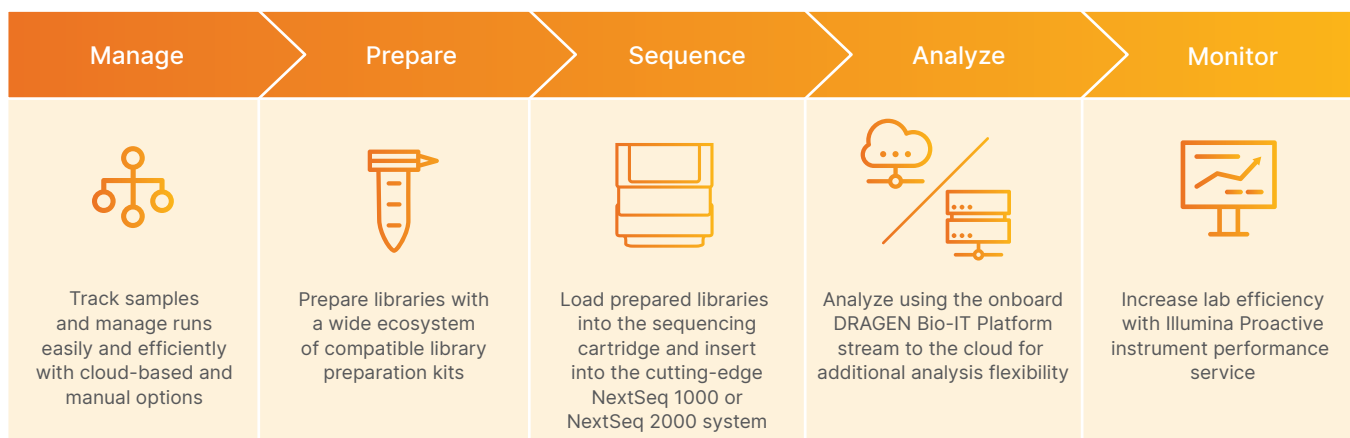 Manage
Prepare
Sequence
Analyze
Monitor
Track samples
and manage runs
easily and efficiently
with cloud-based and
manual options
Prepare libraries with
a wide ecosystem
of compatible library
preparation kits
Load prepared libraries
into the sequencing
cartridge and insert
into the cutting-edge
NextSeq 1000 or
NextSeq 2000 system
Analyze using the onboard
DRAGEN Bio-IT Platform
stream to the cloud for
additional analysis flexibility
Increase lab efficiency
with Illumina Proactive
instrument performance
service